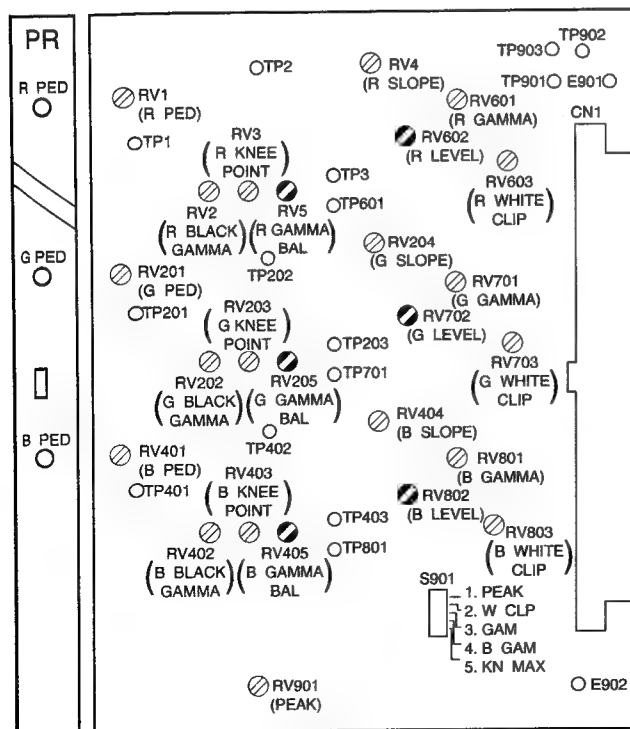 PR
R PED
G PED
B PED
TP2
RV4
(R SLOPE)
TP902
TP903
TP901
E901
RV1
(R PED)
RV601
(R GAMMA)
CN1
TP1
RV3
(R KNEE
POINT)
RV602
(R LEVEL)
TP3
RV603
(R WHITE
CLIP)
RV2
(R BLACK
GAMMA)
RV5
(R GAMMA
BAL)
TP601
TP202
RV204
(G SLOPE)
RV201
(G PED)
RV701
(G GAMMA)
TP201
RV203
(G KNEE
POINT)
RV702
(G LEVEL)
TP203
RV703
(G WHITE
CLIP)
RV202
(G BLACK
GAMMA)
RV205
(G GAMMA
BAL)
TP701
TP402
RV404
(B SLOPE)
RV401
(B PED)
RV801
(B GAMMA)
TP401
RV403
(B KNEE
POINT)
RV802
(B LEVEL)
TP403
RV803
(B WHITE
CLIP)
RV402
(B BLACK
GAMMA)
RV405
(B GAMMA
BAL)
TP801
S901
1. PEAK
2. W CLP
3. GAM
4. B GAM
5. KN MAX
RV901
(PEAK)
E902